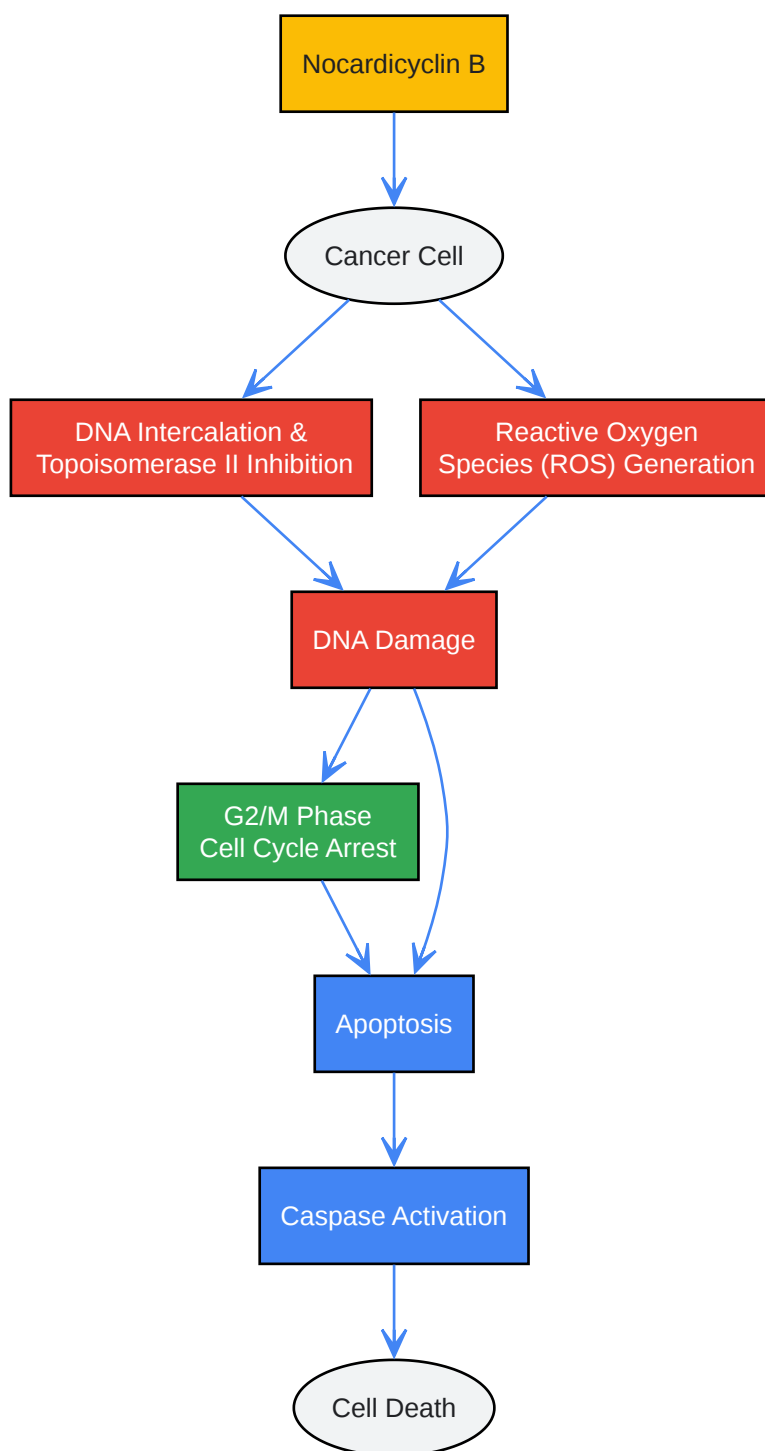 Nocardicyclin B
Cancer Cell
DNA Intercalation &
Topoisomerase II Inhibition
Reactive Oxygen
Species (ROS) Generation
DNA Damage
G2/M Phase
Cell Cycle Arrest
Apoptosis
Caspase Activation
Cell Death